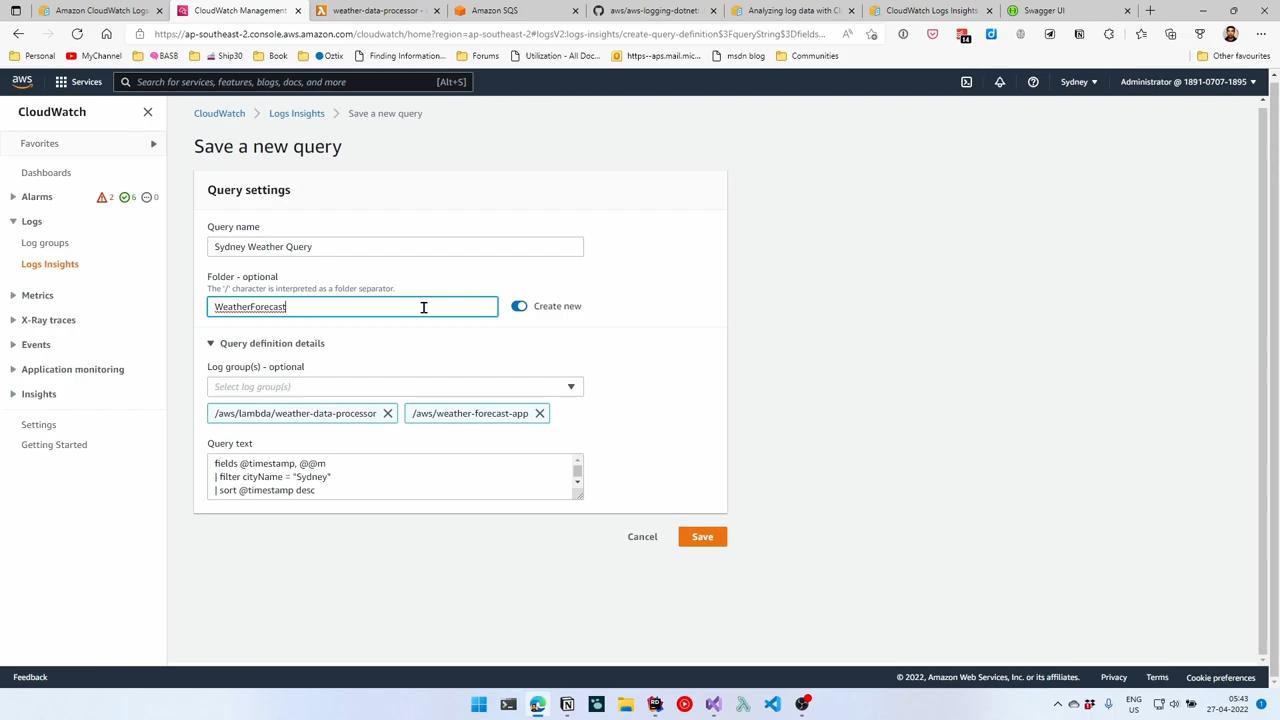 Amazon CloudWatch Logs
CloudWatch Management
weather-data-processor -
Amazon SQS
aws/aws-logging-dotnet:
Analyzing log data with Cl
CloudWatch Logs Insights
Swagger UI
https://ap-southeast-2.console.aws.amazon.com/cloudwatch/home?region=ap-southeast-2#logsV2:logs-insights/create-query-definition$3FqueryString$3Dfields...
14
Personal
MyChannel
@BASB
Ship30
Book
Oztix
Finding Information...
Forums
Utilization - All Doc...
https--aps.mail.mic...
msdn blog
Communities
Other favourites
aws
Services
Search for services, features, blogs, docs, and more
[Alt+S]
Sydney
Administrator @ 1891-0707-1895
CloudWatch
Favorites
Dashboards
Alarms
2
6
0
Logs
Log groups
Logs Insights
Metrics
X-Ray traces
Events
Application monitoring
Insights
Settings
Getting Started
CloudWatch
Logs Insights
Save a new query
Save a new query
Query settings
Query name
Sydney Weather Query
Folder - optional
The '/' character is interpreted as a folder separator.
WeatherForecast
Create new
Query definition details
Log group(s) - optional
Select log group(s)
/aws/lambda/weather-data-processor
/aws/weather-forecast-app
Query text
fields @timestamp, @@m
| filter cityName = "Sydney"
| sort @timestamp desc
Cancel
Save
Feedback
© 2022, Amazon Web Services, Inc. or its affiliates.
Privacy
Terms
Cookie preferences
ENG
US
05:43
27-04-2022